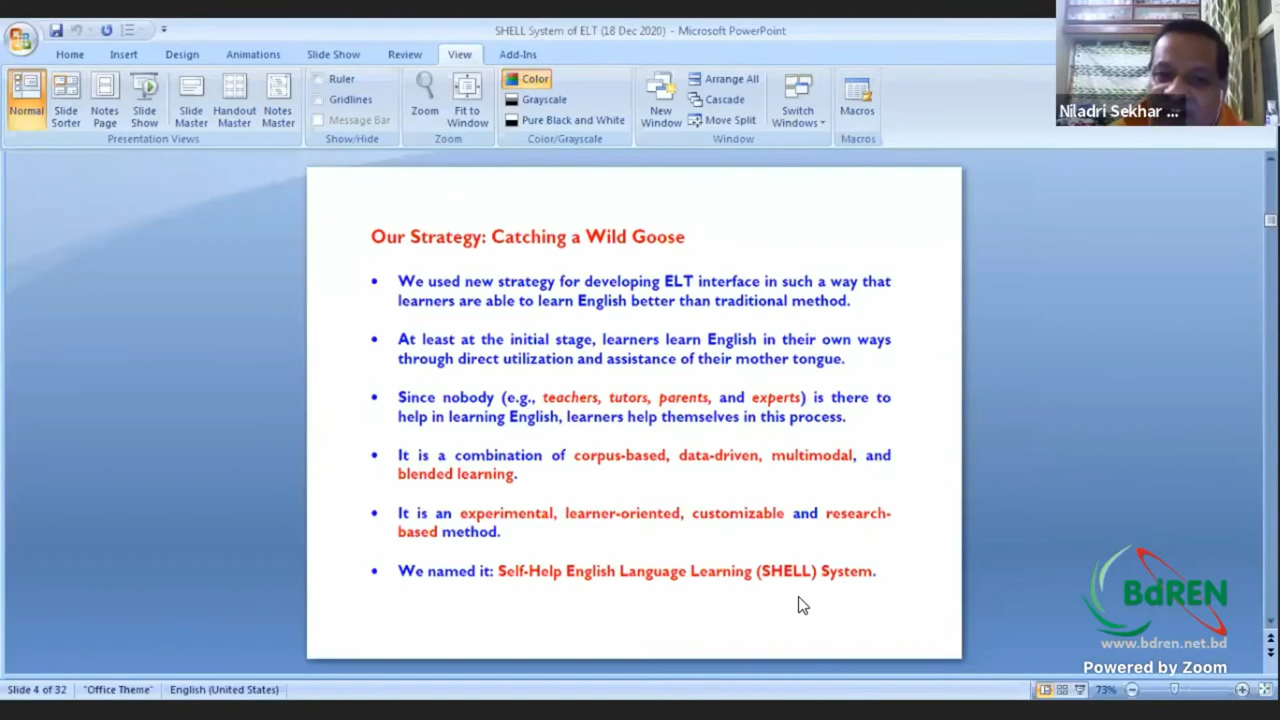 SHELL System of ELT (18 Dec 2020) - Microsoft PowerPoint
Home Insert Design Animations Slide Show Review View Add-Ins
Normal
Slide Sorter
Notes Page
Slide Show
Slide Master
Handout Master
Notes Master
Presentation Views
Ruler
Gridlines
Message Bar
Show/Hide
Zoom
Fit to Window
Zoom
Color
Grayscale
Pure Black and White
Color/Grayscale
New Window
Arrange All
Cascade
Move Split
Switch Windows
Window
Macros
Macros
Niladri Sekhar ...
Our Strategy: Catching a Wild Goose
• We used new strategy for developing ELT interface in such a way that
learners are able to learn English better than traditional method.
• At least at the initial stage, learners learn English in their own ways
through direct utilization and assistance of their mother tongue.
• Since nobody (e.g., teachers, tutors, parents, and experts) is there to
help in learning English, learners help themselves in this process.
• It is a combination of corpus-based, data-driven, multimodal, and
blended learning.
• It is an experimental, learner-oriented, customizable and research-
based method.
• We named it: Self-Help English Language Learning (SHELL) System.
BdREN
www.bdren.net.bd
Powered by Zoom
Slide 4 of 32 "Office Theme" English (United States) 73%